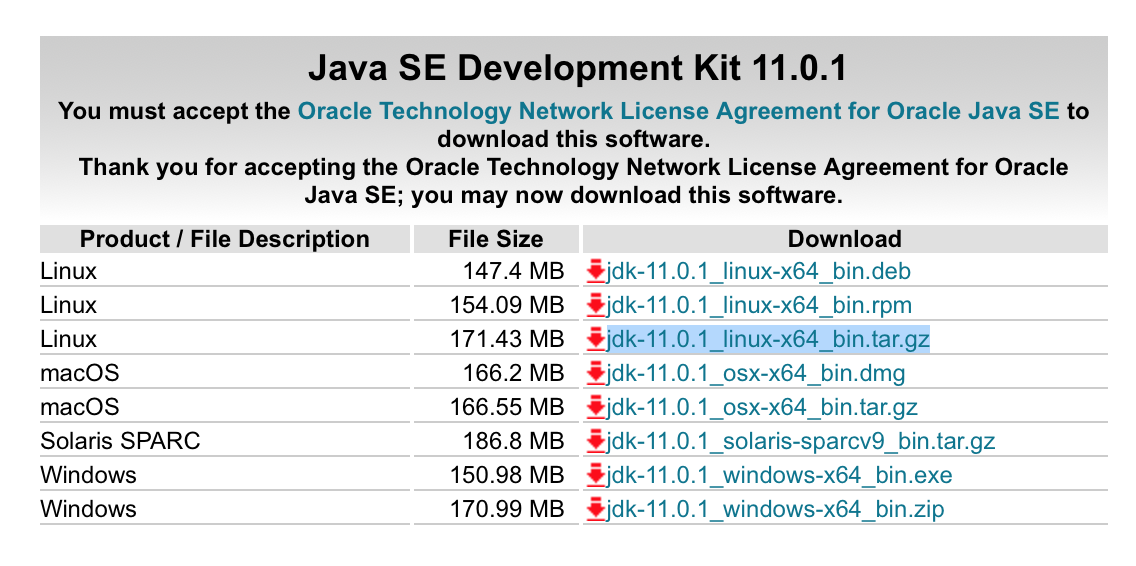 Java SE Development Kit 11.0.1
You must accept the Oracle Technology Network License Agreement for Oracle Java SE to
download this software.
Thank you for accepting the Oracle Technology Network License Agreement for Oracle
Java SE; you may now download this software.
Product / File Description File Size Download
Linux 147.4 MB jdk-11.0.1_linux-x64_bin.deb
Linux 154.09 MB jdk-11.0.1_linux-x64_bin.rpm
Linux 171.43 MB jdk-11.0.1_linux-x64_bin.tar.gz
macOS 166.2 MB jdk-11.0.1_osx-x64_bin.dmg
macOS 166.55 MB jdk-11.0.1_osx-x64_bin.tar.gz
Solaris SPARC 186.8 MB jdk-11.0.1_solaris-sparcv9_bin.tar.gz
Windows 150.98 MB jdk-11.0.1_windows-x64_bin.exe
Windows 170.99 MB jdk-11.0.1_windows-x64_bin.zip